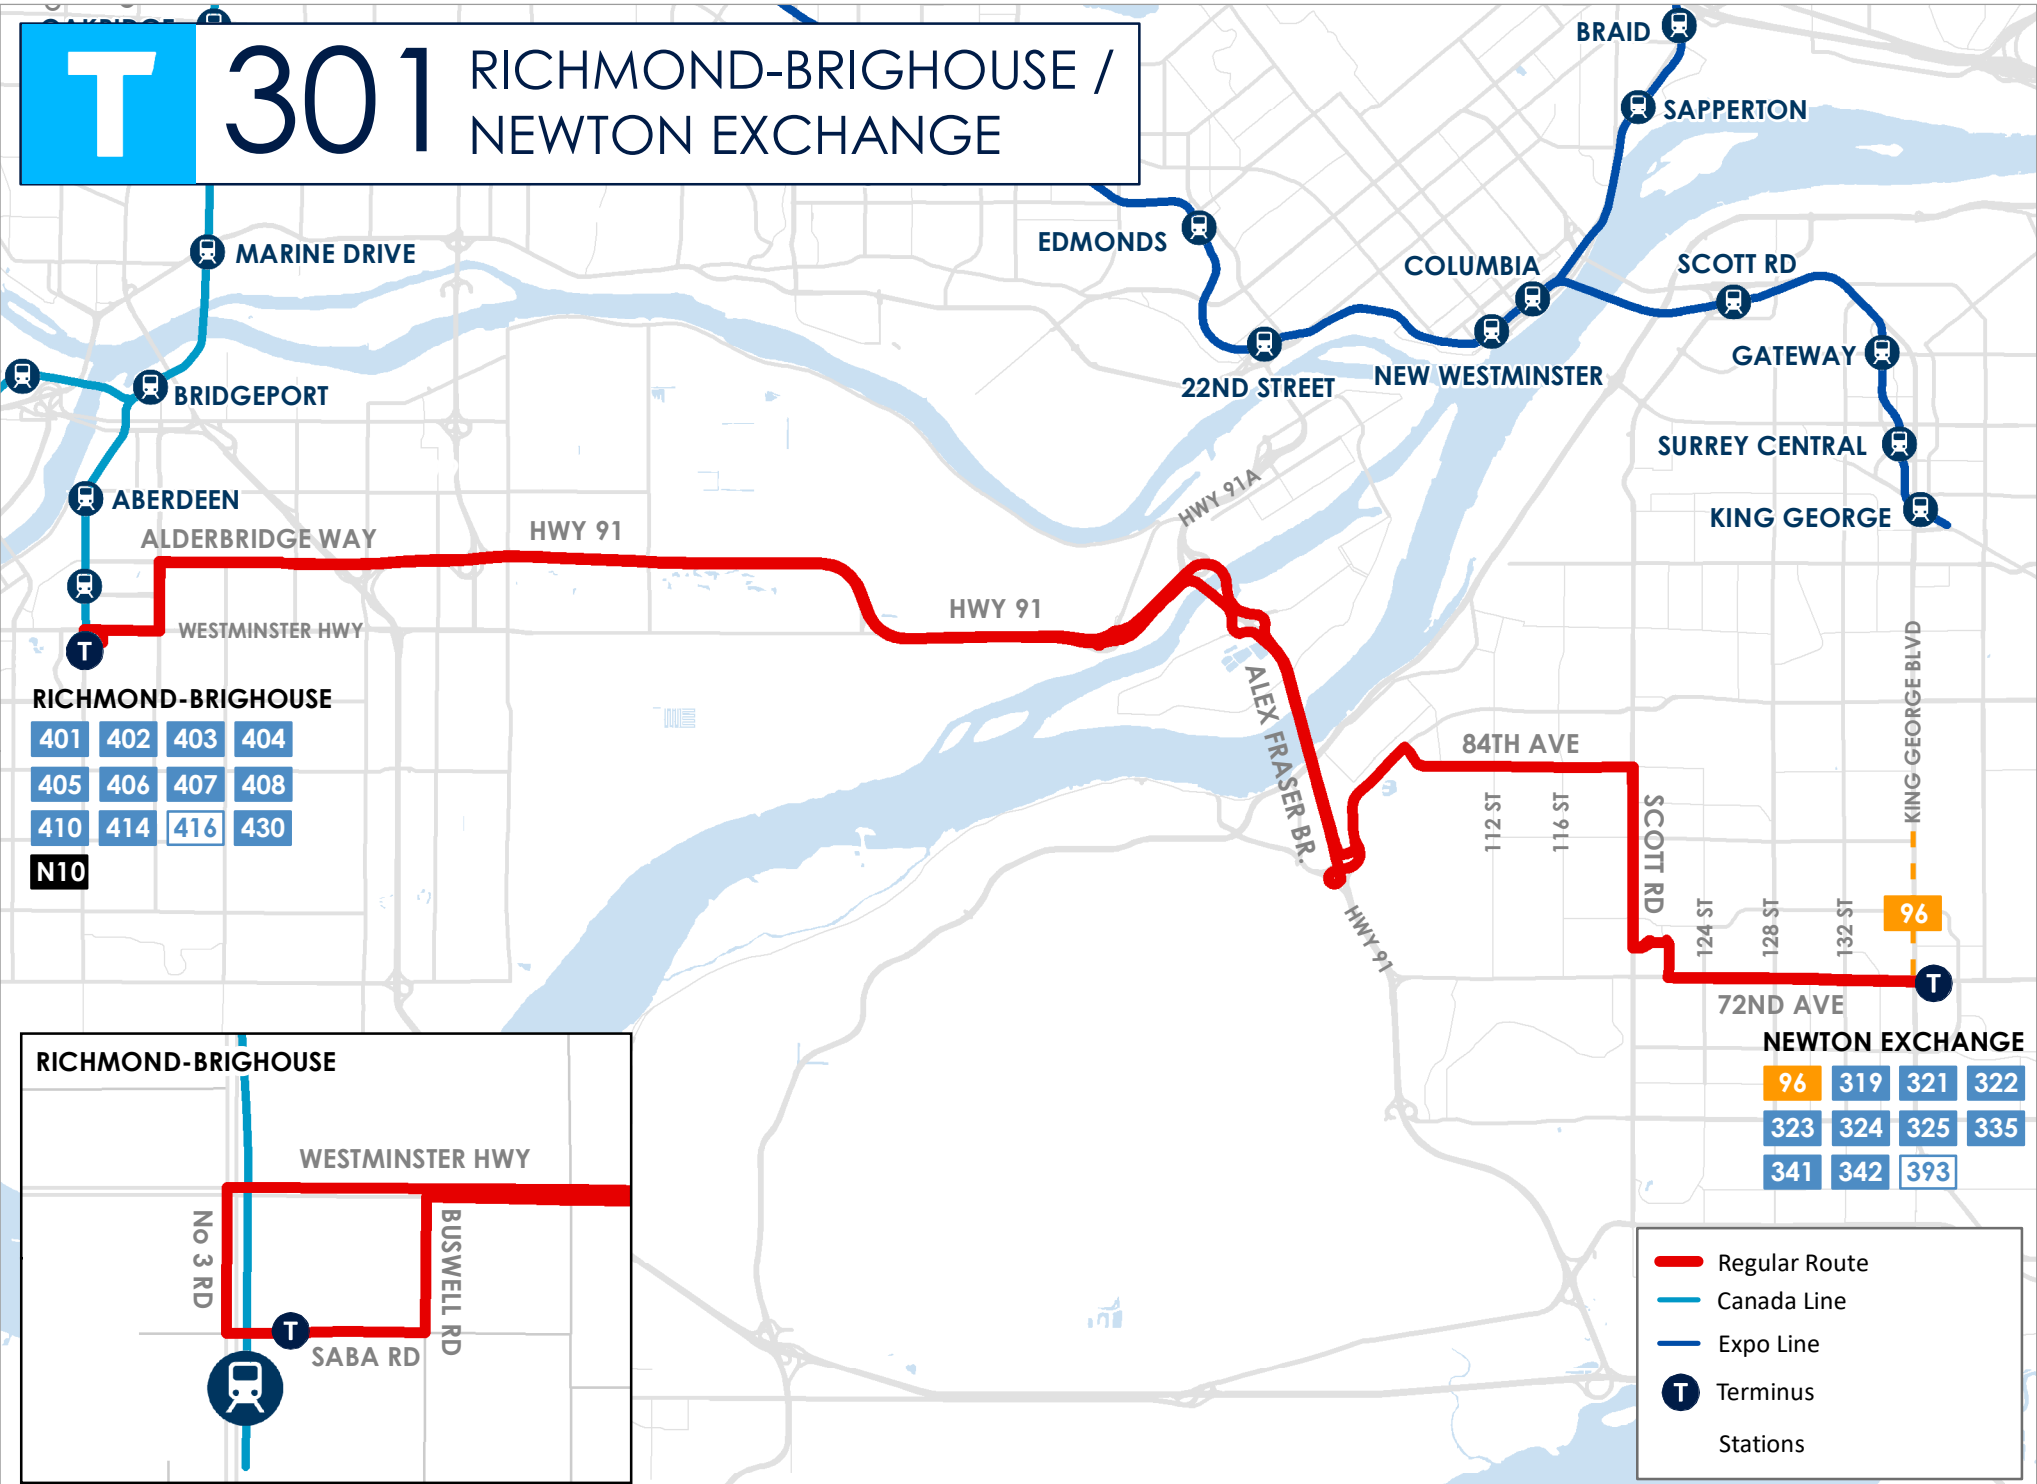 OAKRIDGE
T
301
RICHMOND-BRIGHOUSE /
NEWTON EXCHANGE
BRAID
SAPPERTON
MARINE DRIVE
EDMONDS
COLUMBIA
SCOTT RD
BRIDGEPORT
22ND STREET
NEW WESTMINSTER
GATEWAY
SURREY CENTRAL
ABERDEEN
KING GEORGE
HWY 91A
ALDERBRIDGE WAY
HWY 91
HWY 91
WESTMINSTER HWY
T
RICHMOND-BRIGHOUSE
401 402 403 404
405 406 407 408
410 414 416 430
N10
ALEX FRASER BR.
84TH AVE
112 ST
116 ST
SCOTT RD
KING GEORGE BLVD
HWY 91
124 ST
128 ST
132 ST
96
T
72ND AVE
NEWTON EXCHANGE
96 319 321 322
323 324 325 335
341 342 393
RICHMOND-BRIGHOUSE
WESTMINSTER HWY
No 3 RD
BUSWELL RD
T
SABA RD
Regular Route
Canada Line
Expo Line
T Terminus
Stations